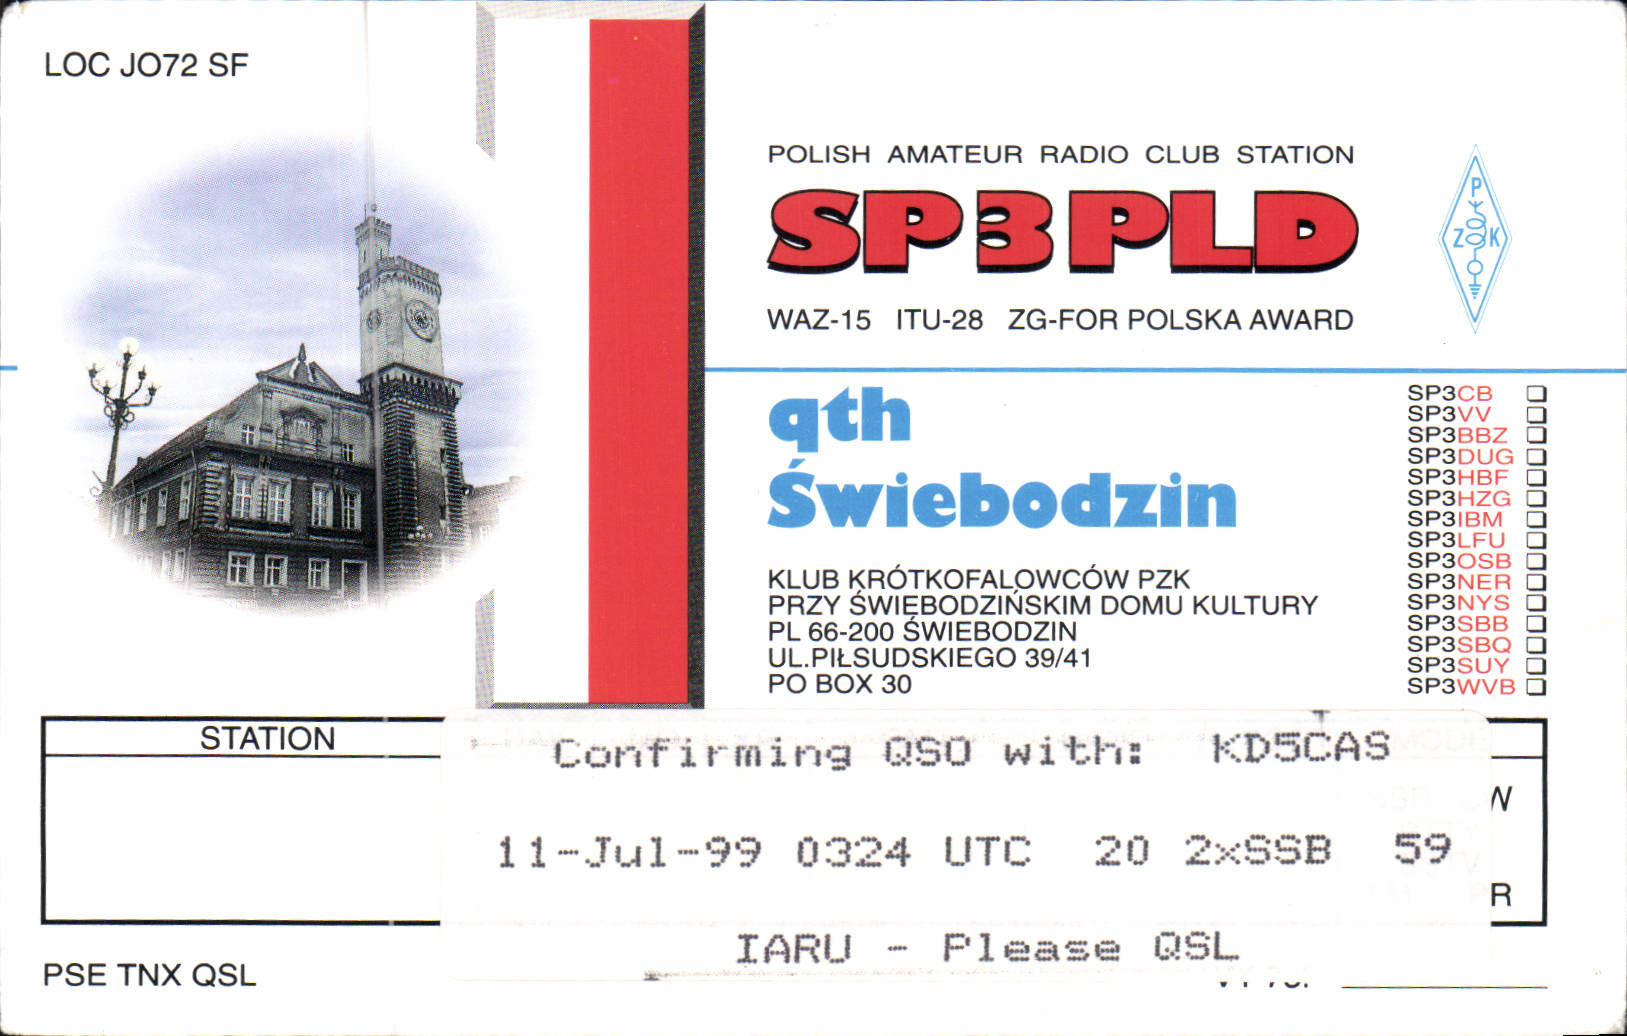 LOC JO72 SF
POLISH AMATEUR RADIO CLUB STATION
SP3PLD
WAZ-15 ITU-28 ZG-FOR POLSKA AWARD
P
Z K
qth
Świebodzin
KLUB KRÓTKOFALOWCÓW PZK
PRZY ŚWIEBODZIŃSKIM DOMU KULTURY
PL 66-200 ŚWIEBODZIN
UL.PIŁSUDSKIEGO 39/41
PO BOX 30
SP3CB
SP3VV
SP3BBZ
SP3DUG
SP3HBF
SP3HZG
SP3IBM
SP3LFU
SP3OSB
SP3NER
SP3NYS
SP3SBB
SP3SBQ
SP3SUY
SP3WVB
STATION
Confirming QSO with: KD5CAS
W
11-Jul-99 0324 UTC 20 2xSSB 59
R
IARU - Please QSL
PSE TNX QSL